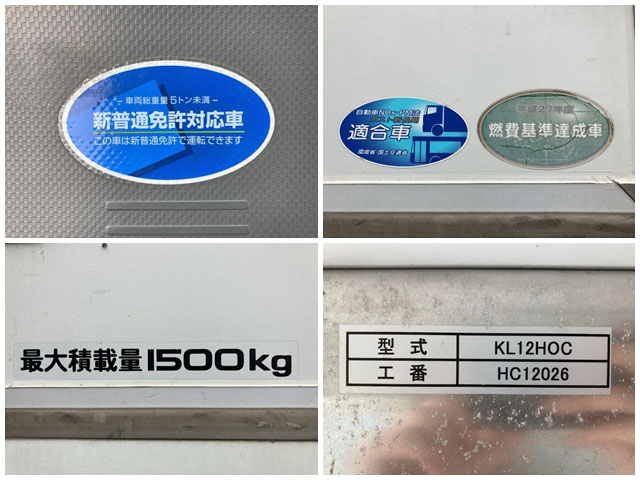 －車両総重量5トン未満－
新普通免許対応車
この車は新普通免許で運転できます
自動車NOx・PM法
適合車
環境省・国土交通省
平成27年度
燃費基準達成車
最大積載量1500kg
型式 KL12HOC
工番 HC12026